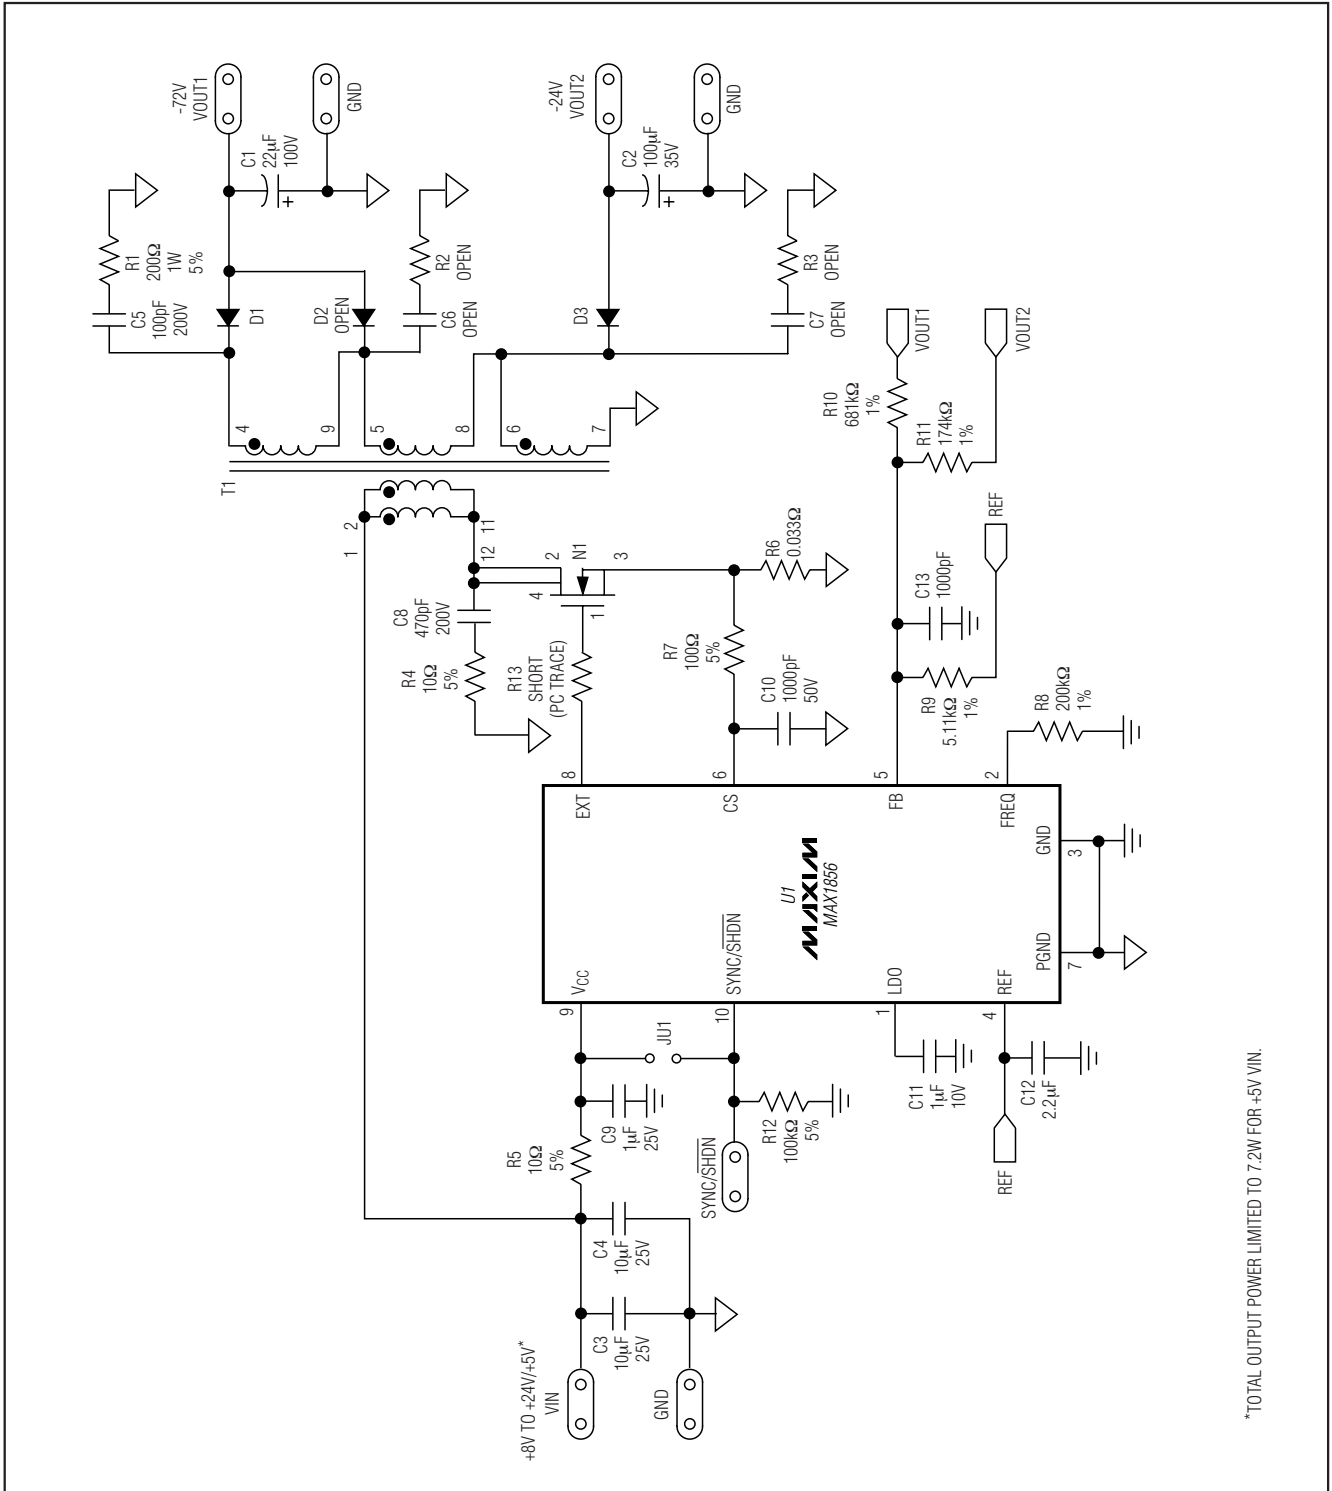 -72V
VOUT1
GND
C1
22µF
100V
R1
200Ω
1W
5%
C5
100pF
200V
D1
D2
OPEN
R2
OPEN
C6
OPEN
-24V
VOUT2
GND
C2
100µF
35V
D3
R3
OPEN
C7
OPEN
4
9
5
8
6
7
T1
1
2
12
11
C8
470pF
200V
R4
10Ω
5%
R13
SHORT
(PC TRACE)
4
2
N1
1
3
R6
0.033Ω
R7
100Ω
5%
C10
1000pF
50V
VOUT1
VOUT2
R10
681kΩ
1%
R11
174kΩ
1%
REF
C13
1000pF
R9
5.11kΩ
1%
R8
200kΩ
1%
8
EXT
6
CS
5
FB
2
FREQ
GND
3
PGND
7
U1
MAXIM
MAX1856
VCC
9
SYNC/SHDN
10
LDO
1
REF
4
JU1
C9
1µF
25V
R5
10Ω
5%
R12
100kΩ
5%
SYNC/SHDN
C11
1µF
10V
C12
2.2µF
REF
C4
10µF
25V
C3
10µF
25V
+8V TO +24V/+5V*
VIN
GND
*TOTAL OUTPUT POWER LIMITED TO 7.2W FOR +5V VIN.